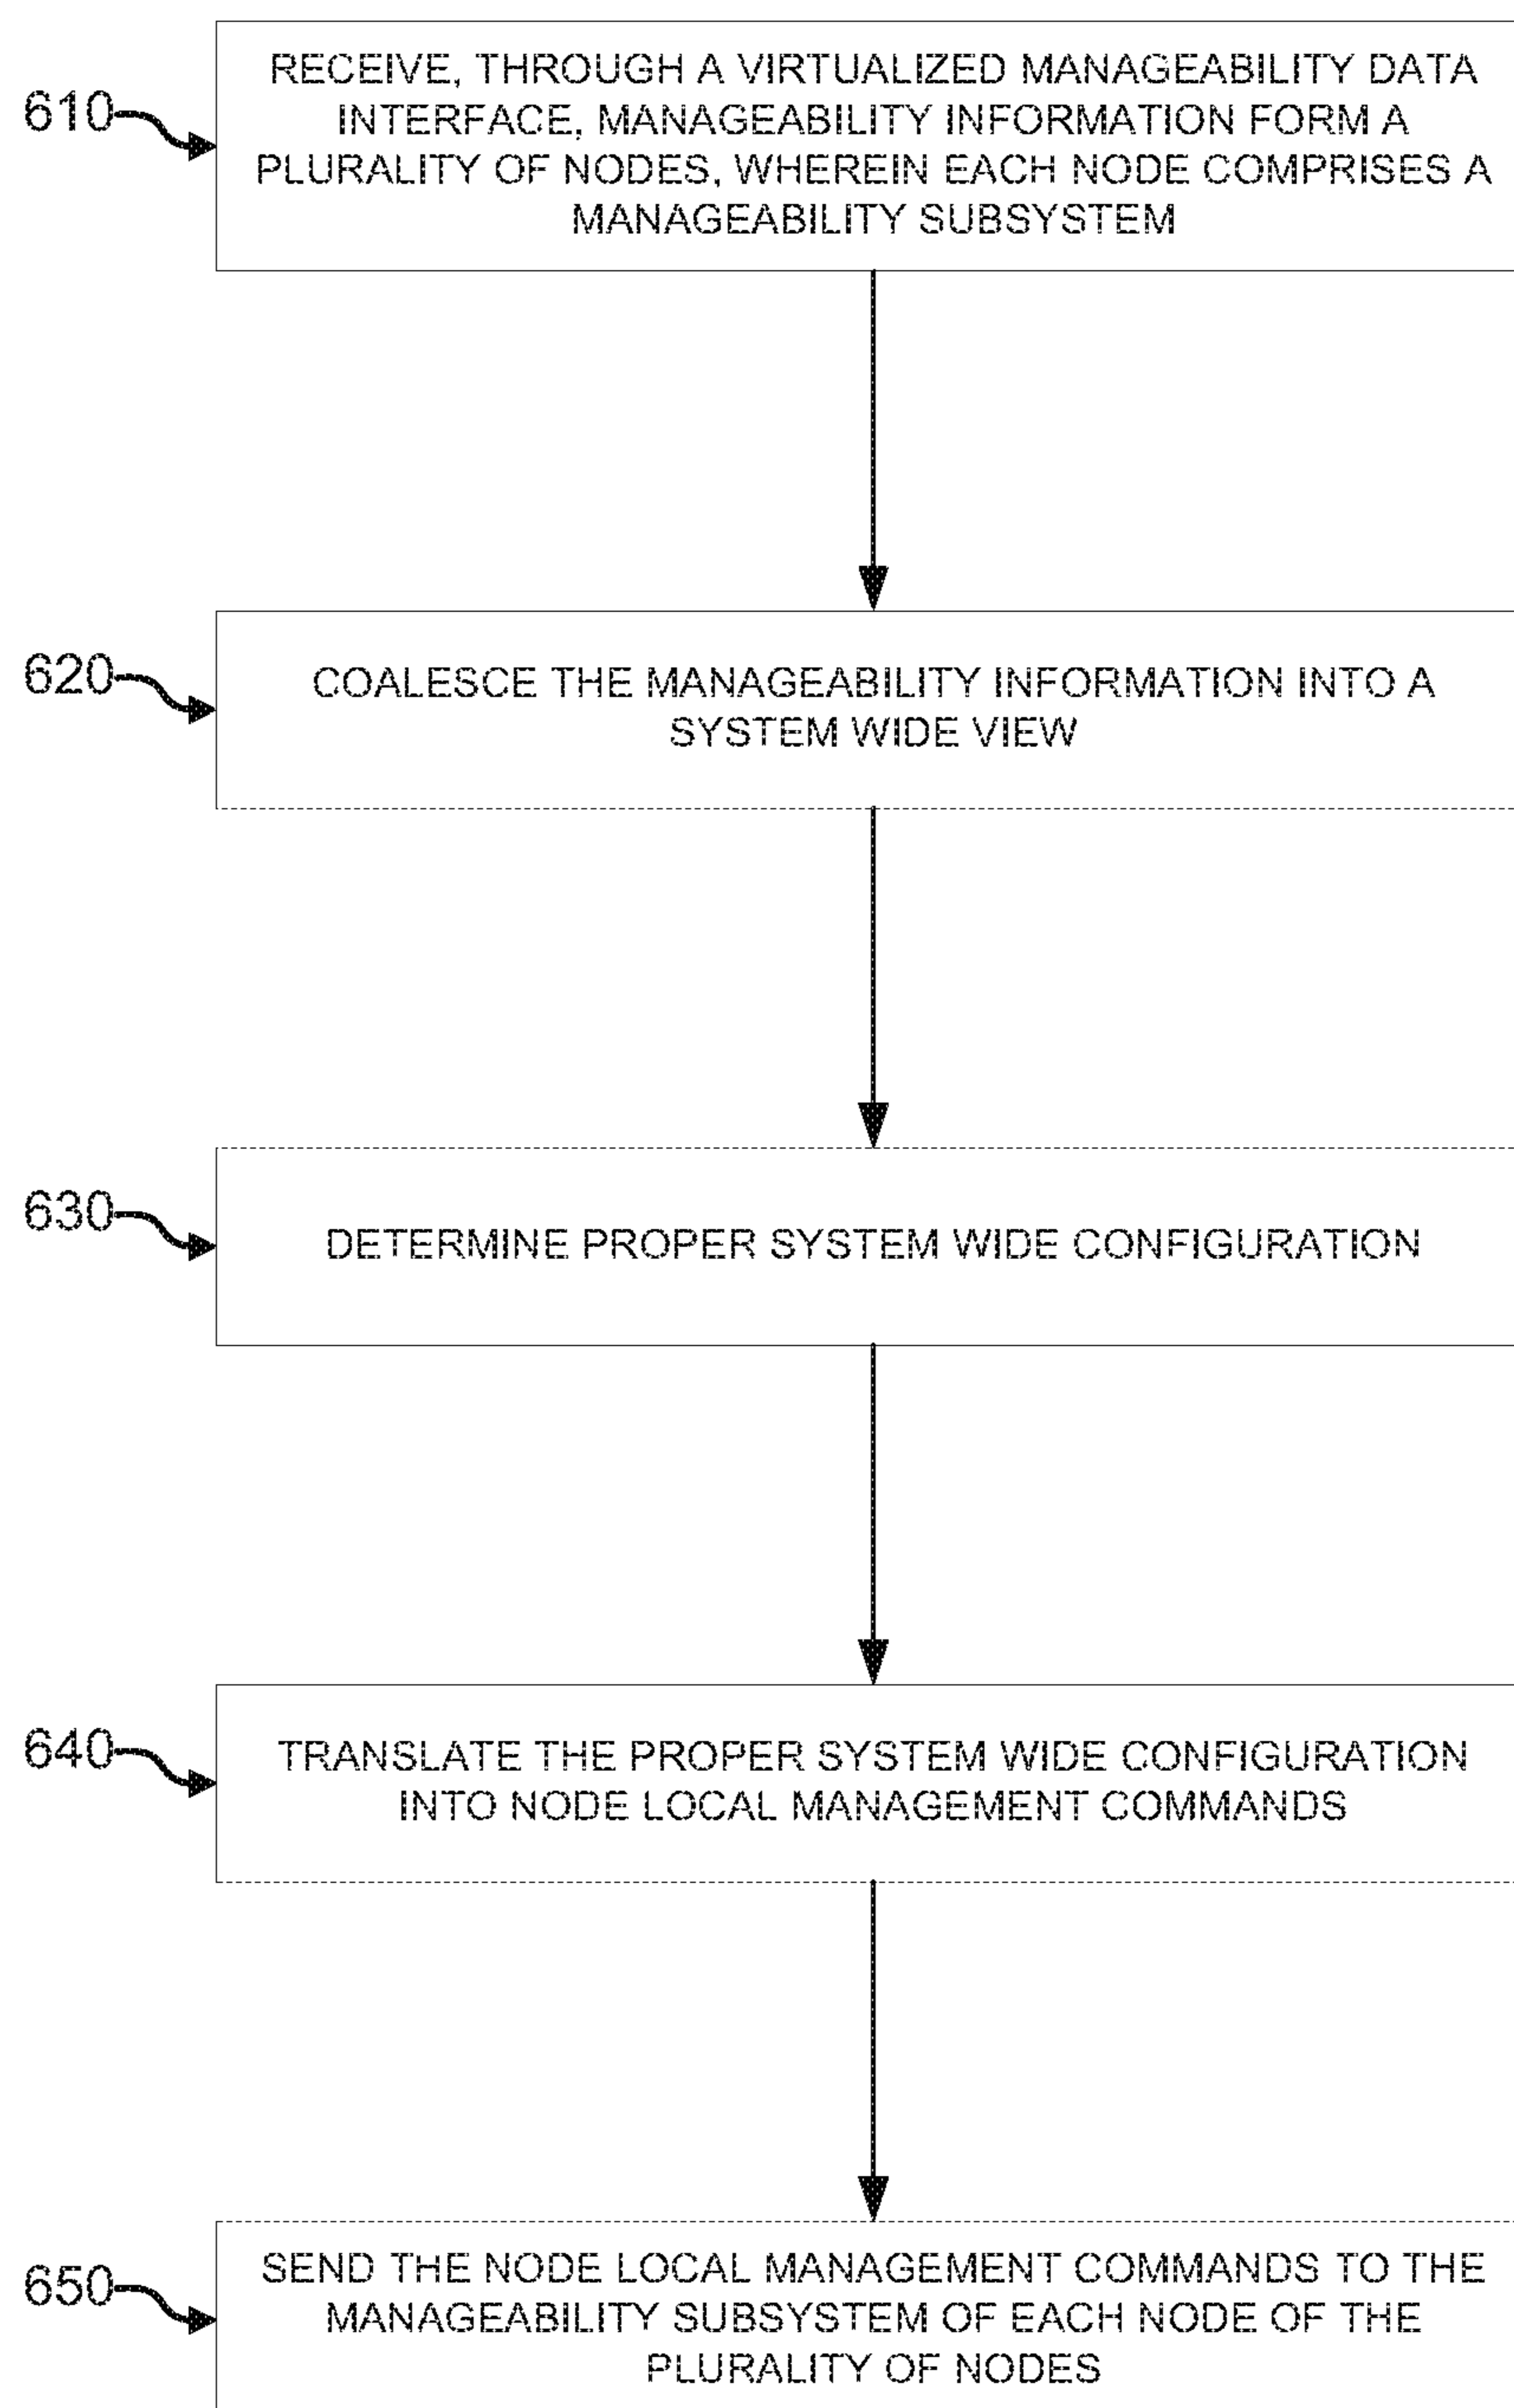 610
RECEIVE, THROUGH A VIRTUALIZED MANAGEABILITY DATA
INTERFACE, MANAGEABILITY INFORMATION FORM A
PLURALITY OF NODES, WHEREIN EACH NODE COMPRISES A
MANAGEABILITY SUBSYSTEM
620
COALESCE THE MANAGEABILITY INFORMATION INTO A
SYSTEM WIDE VIEW
630
DETERMINE PROPER SYSTEM WIDE CONFIGURATION
640
TRANSLATE THE PROPER SYSTEM WIDE CONFIGURATION
INTO NODE LOCAL MANAGEMENT COMMANDS
650
SEND THE NODE LOCAL MANAGEMENT COMMANDS TO THE
MANAGEABILITY SUBSYSTEM OF EACH NODE OF THE
PLURALITY OF NODES